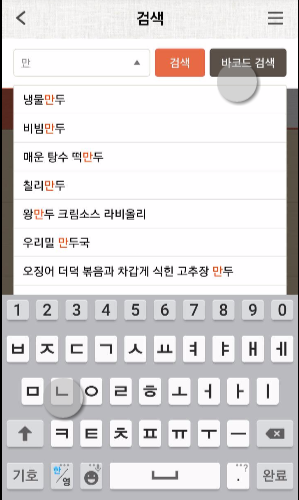 검색
만 검색 바코드 검색
냉물만두
비빔만두
매운 탕수 떡만두
칠리만두
왕만두 크림소스 라비올리
우리밀 만두국
오징어 더덕 볶음과 차갑게 식힌 고추장 만두
1 2 3 4 5 6 7 8 9 0
ㅂ ㅈ ㄷ ㄱ ㅅ ㅛ ㅕ ㅑ ㅐ ㅔ
ㅁ ㄴ ㅇ ㄹ ㅎ ㅗ ㅓ ㅏ ㅣ
ㅋ ㅌ ㅊ ㅍ ㅠ ㅜ ㅡ
기호 한/영 .? 완료